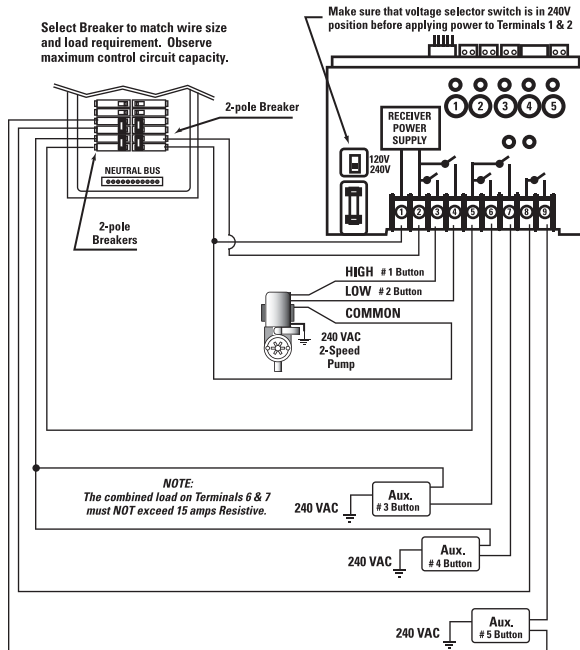 Select Breaker to match wire size
and load requirement. Observe
maximum control circuit capacity.
Make sure that voltage selector switch is in 240V
position before applying power to Terminals 1 & 2
2-pole Breaker
NEUTRAL BUS
2-pole
Breakers
1 2 3 4 5
RECEIVER
POWER
SUPPLY
120V
240V
1 2 3 4 5 6 7 8 9
HIGH # 1 Button
LOW # 2 Button
COMMON
240 VAC
2-Speed
Pump
NOTE:
The combined load on Terminals 6 & 7
must NOT exceed 15 amps Resistive.
240 VAC
Aux.
# 3 Button
240 VAC
Aux.
# 4 Button
240 VAC
Aux.
# 5 Button